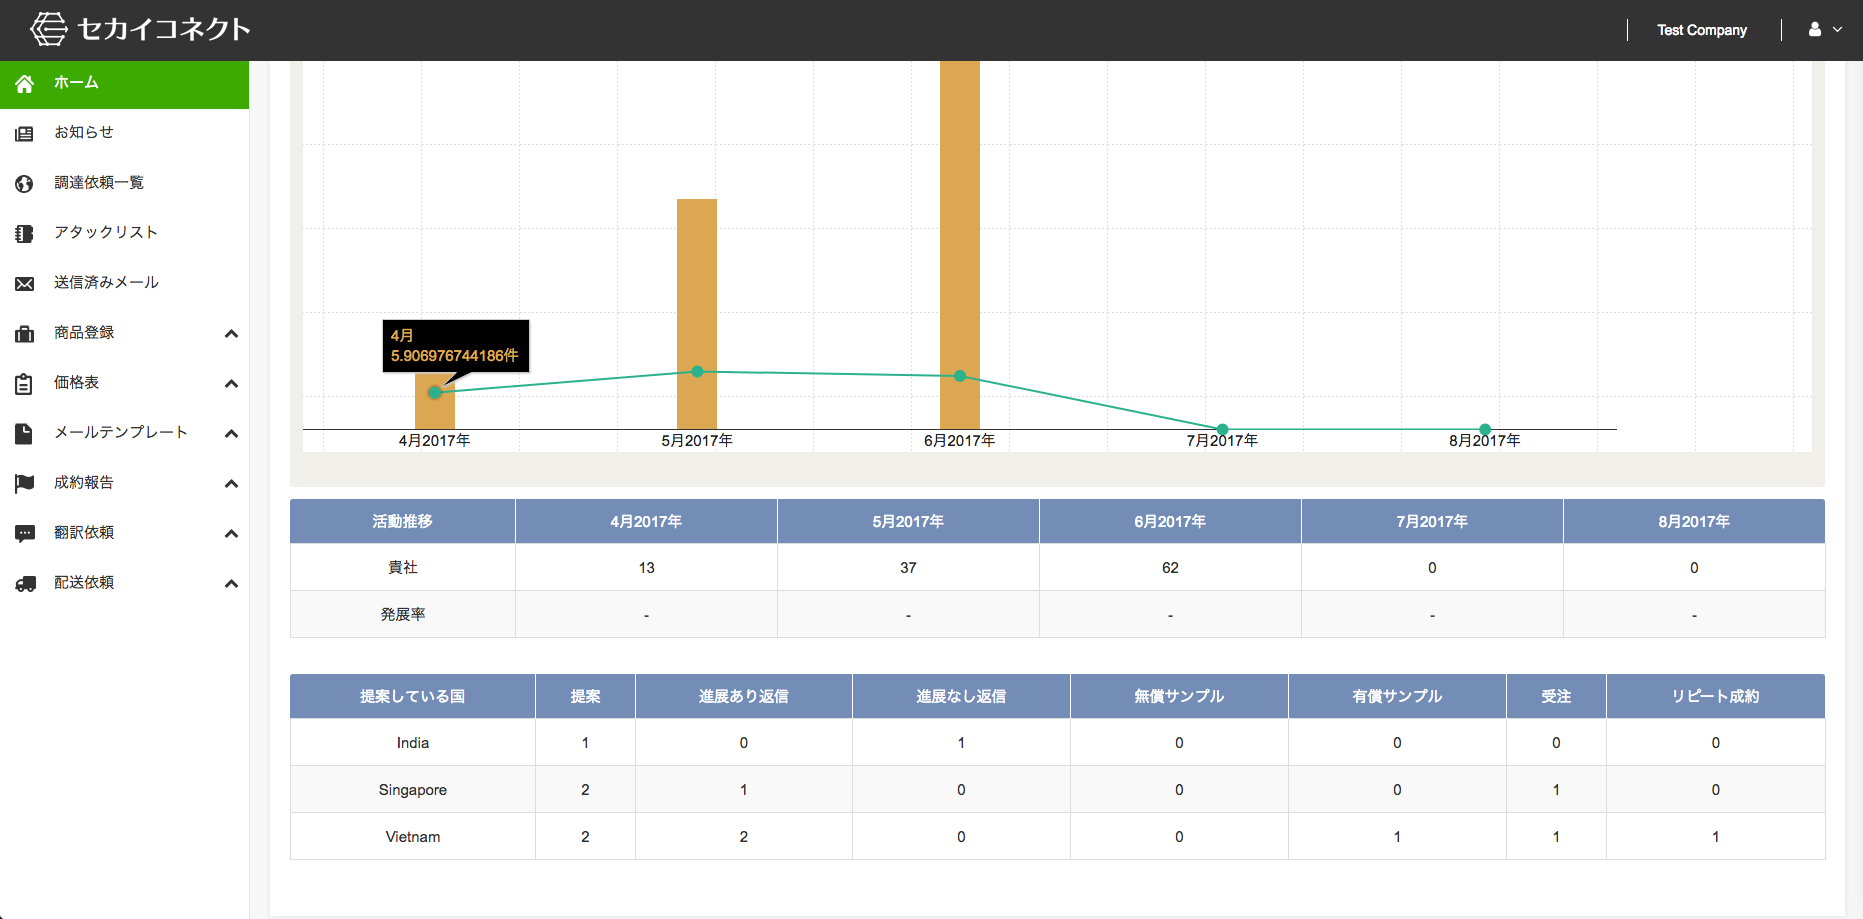 セカイコネクト
Test Company
ホーム
お知らせ
調達依頼一覧
アタックリスト
送信済みメール
商品登録
価格表
メールテンプレート
成約報告
翻訳依頼
配送依頼
4月
5.906976744186件
4月2017年 5月2017年 6月2017年 7月2017年 8月2017年
活動推移 4月2017年 5月2017年 6月2017年 7月2017年 8月2017年
貴社 13 37 62 0 0
発展率 - - - - -
提案している国 提案 進展あり返信 進展なし返信 無償サンプル 有償サンプル 受注 リピート成約
India 1 0 1 0 0 0 0
Singapore 2 1 0 0 0 1 0
Vietnam 2 2 0 0 1 1 1